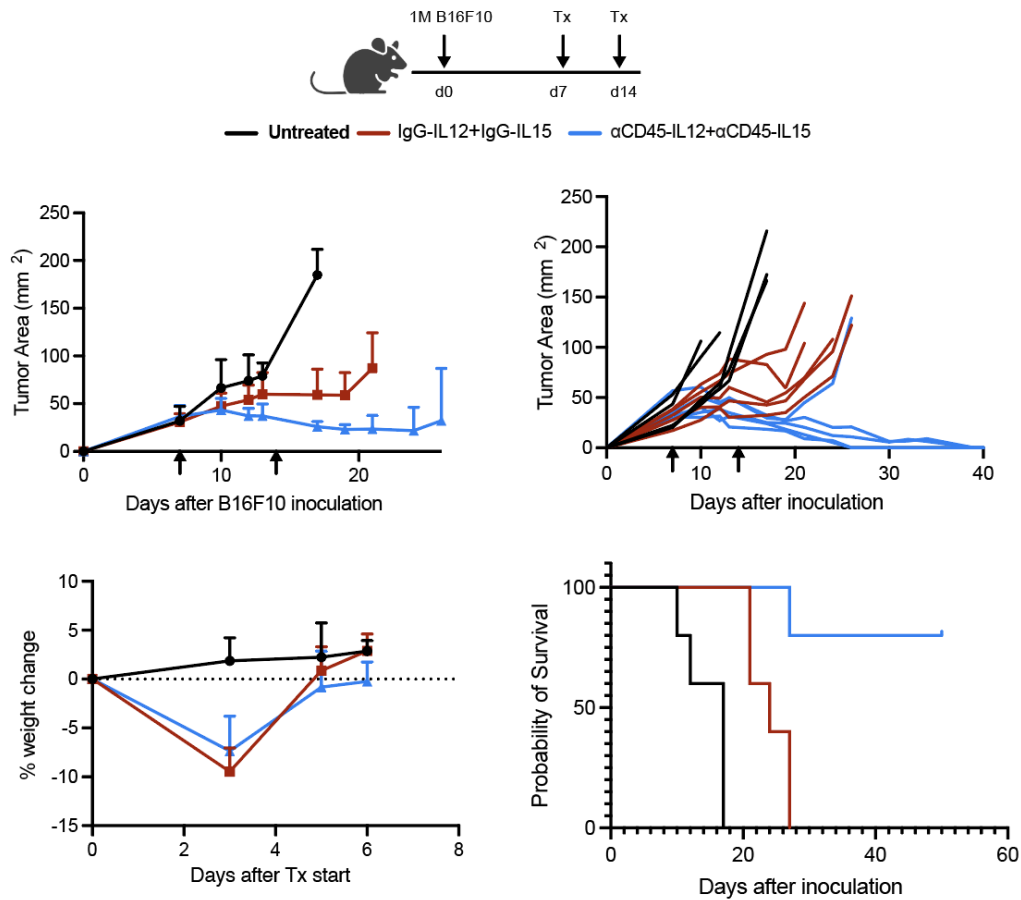 1M B16F10 Tx Tx
d0 d7 d14
Untreated IgG-IL12+IgG-IL15 αCD45-IL12+αCD45-IL15
250
200
150
100
50
0
Tumor Area (mm 2)
0 10 20
Days after B16F10 inoculation
250
200
150
100
50
0
Tumor Area (mm 2)
0 10 20 30 40
Days after inoculation
10
5
0
-5
-10
-15
% weight change
0 2 4 6 8
Days after Tx start
100
50
0
Probability of Survival
0 20 40 60
Days after inoculation